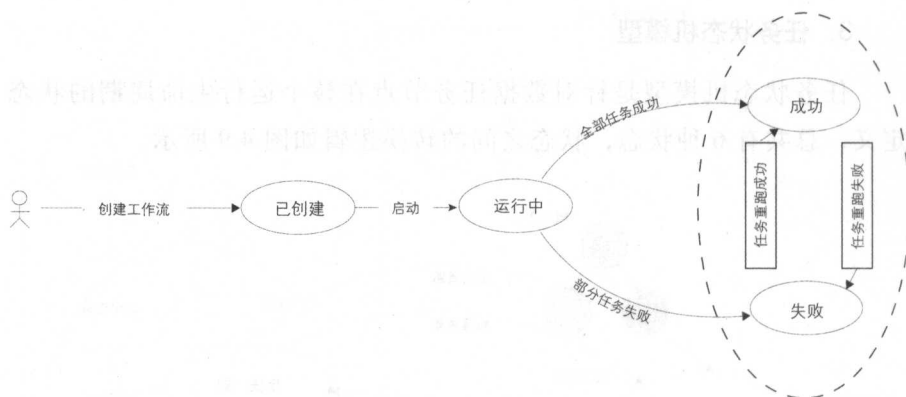 创建工作流
已创建
启动
运行中
全部任务成功
部分任务失败
成功
任务重跑成功
任务重跑失败
失败